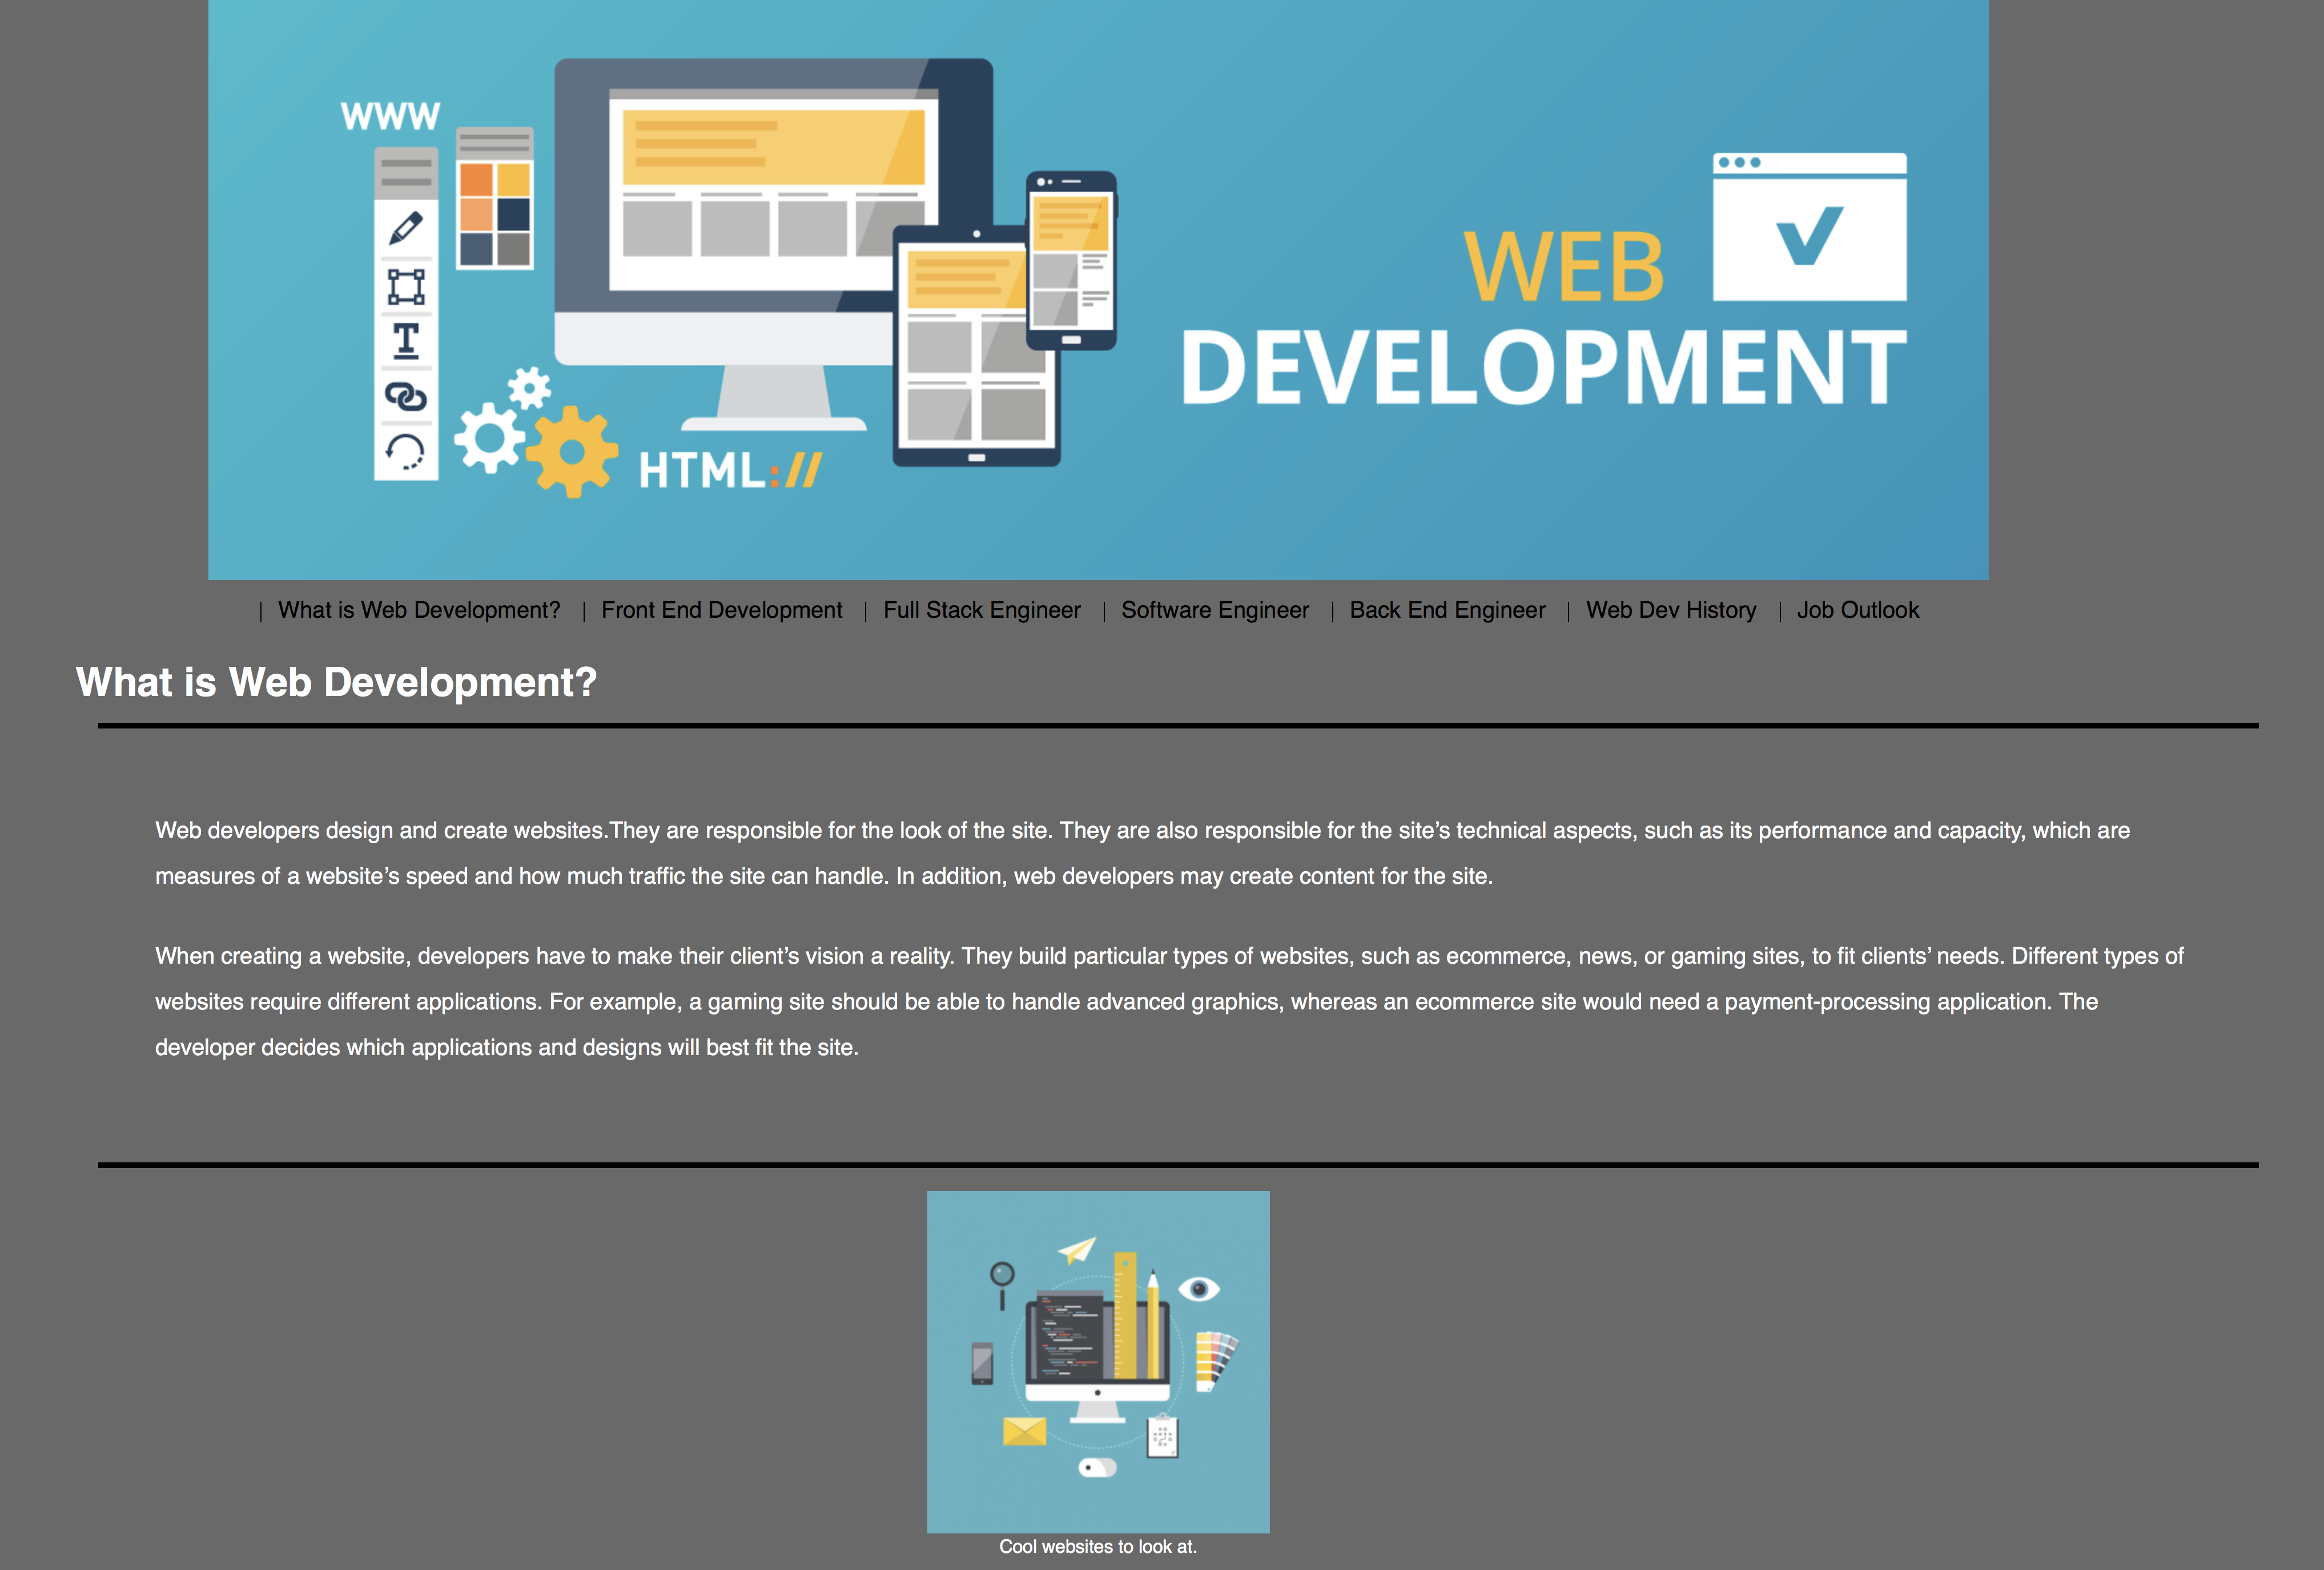 WWW
WEB
DEVELOPMENT
HTML://
| What is Web Development? | Front End Development | Full Stack Engineer | Software Engineer | Back End Engineer | Web Dev History | Job Outlook
What is Web Development?
Web developers design and create websites.They are responsible for the look of the site. They are also responsible for the site’s technical aspects, such as its performance and capacity, which are
measures of a website’s speed and how much traffic the site can handle. In addition, web developers may create content for the site.
When creating a website, developers have to make their client’s vision a reality. They build particular types of websites, such as ecommerce, news, or gaming sites, to fit clients’ needs. Different types of
websites require different applications. For example, a gaming site should be able to handle advanced graphics, whereas an ecommerce site would need a payment-processing application. The
developer decides which applications and designs will best fit the site.
Cool websites to look at.